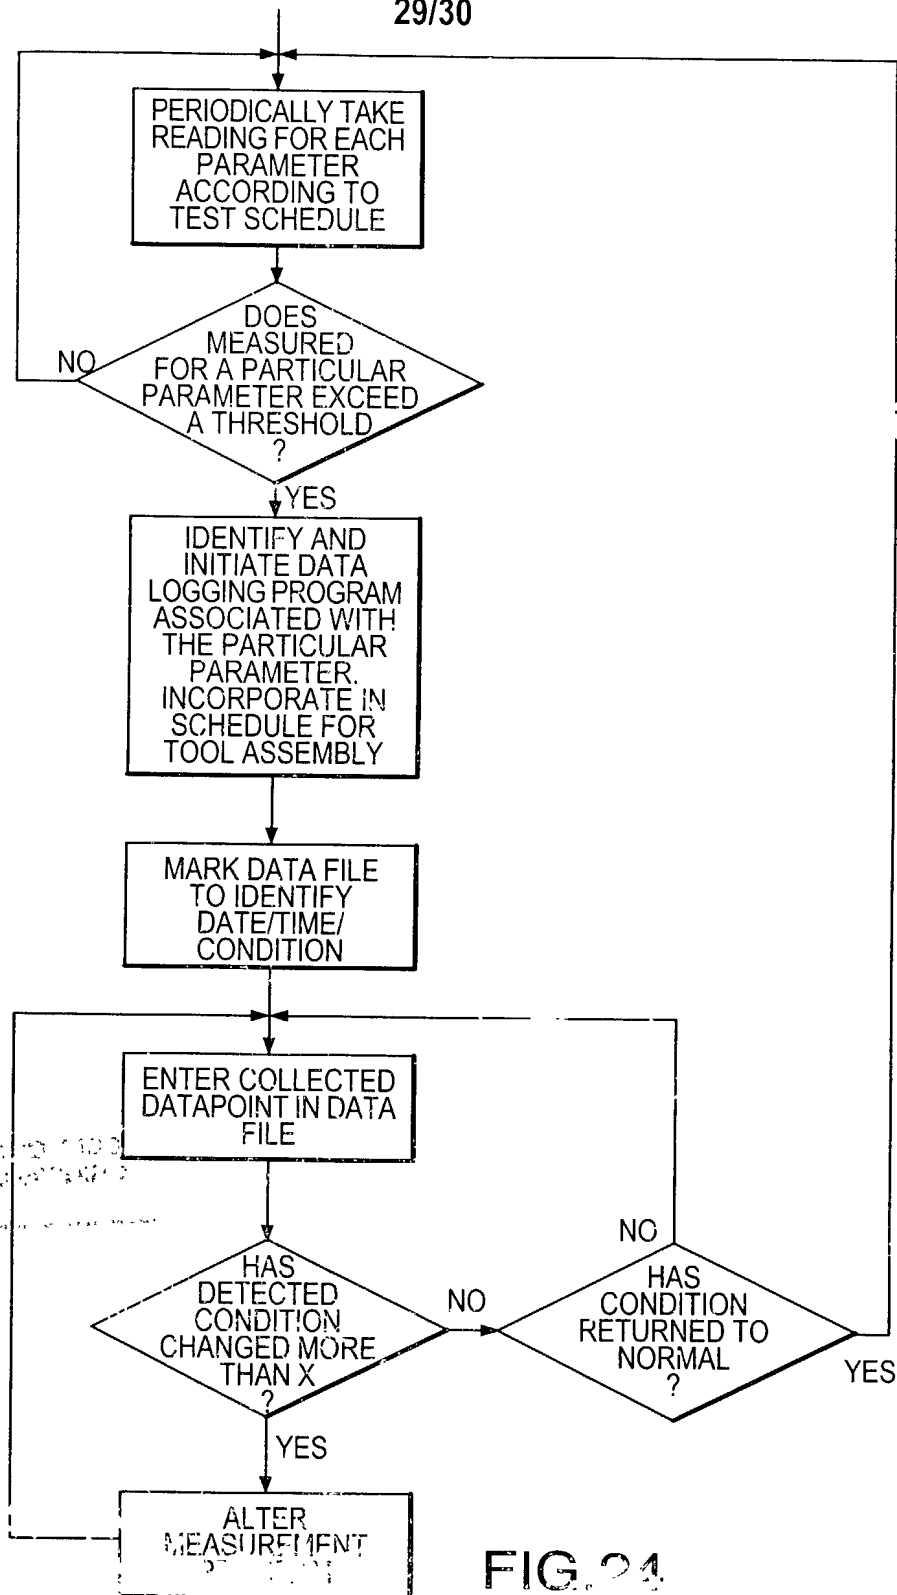 29/30
PERIODICALLY TAKE
READING FOR EACH
PARAMETER
ACCORDING TO
TEST SCHEDULE
DOES
MEASURED
FOR A PARTICULAR
PARAMETER EXCEED
A THRESHOLD
?
NO
YES
IDENTIFY AND
INITIATE DATA
LOGGING PROGRAM
ASSOCIATED WITH
THE PARTICULAR
PARAMETER.
INCORPORATE IN
SCHEDULE FOR
TOOL ASSEMBLY
MARK DATA FILE
TO IDENTIFY
DATE/TIME/
CONDITION
ENTER COLLECTED
DATAPOINT IN DATA
FILE
HAS
DETECTED
CONDITION
CHANGED MORE
THAN X
?
NO
YES
HAS
CONDITION
RETURNED TO
NORMAL
?
NO
YES
ALTER
MEASUREMENT
FIG. 24